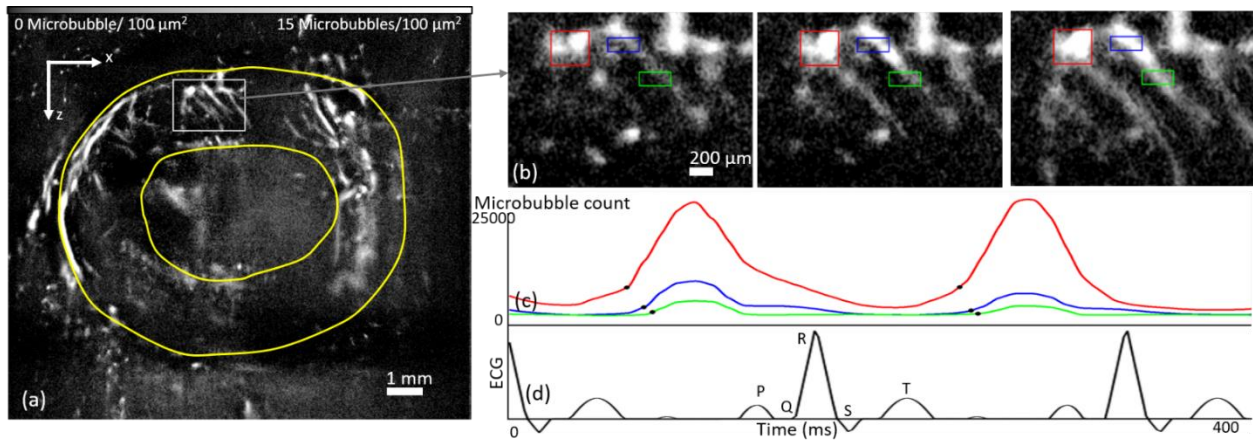 0 Microbubble/ 100 µm²
15 Microbubbles/100 µm²
x
z
1 mm
(a)
(b)
200 µm
Microbubble count
25000
0
(c)
ECG
R
P
Q
S
T
(d)
0
Time (ms)
400